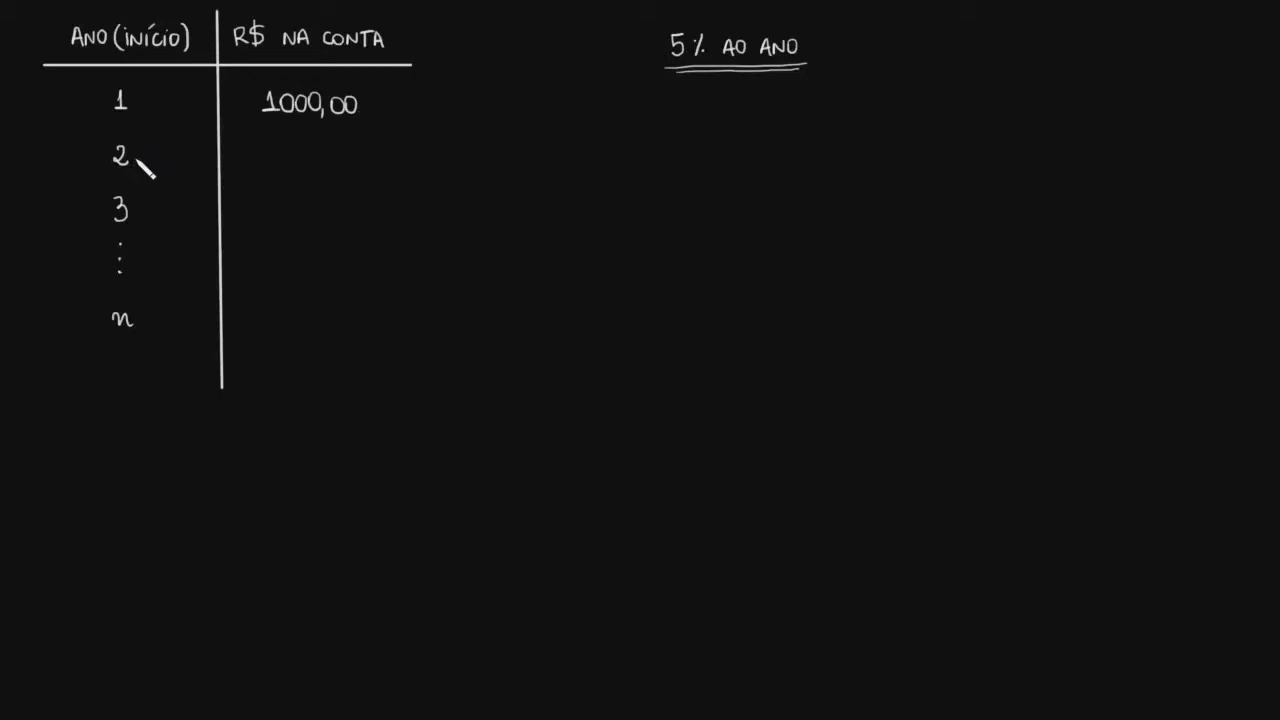 ANO (INÍCIO) R$ NA CONTA
5% AO ANO
1 1000,00
2
3
⋮
n